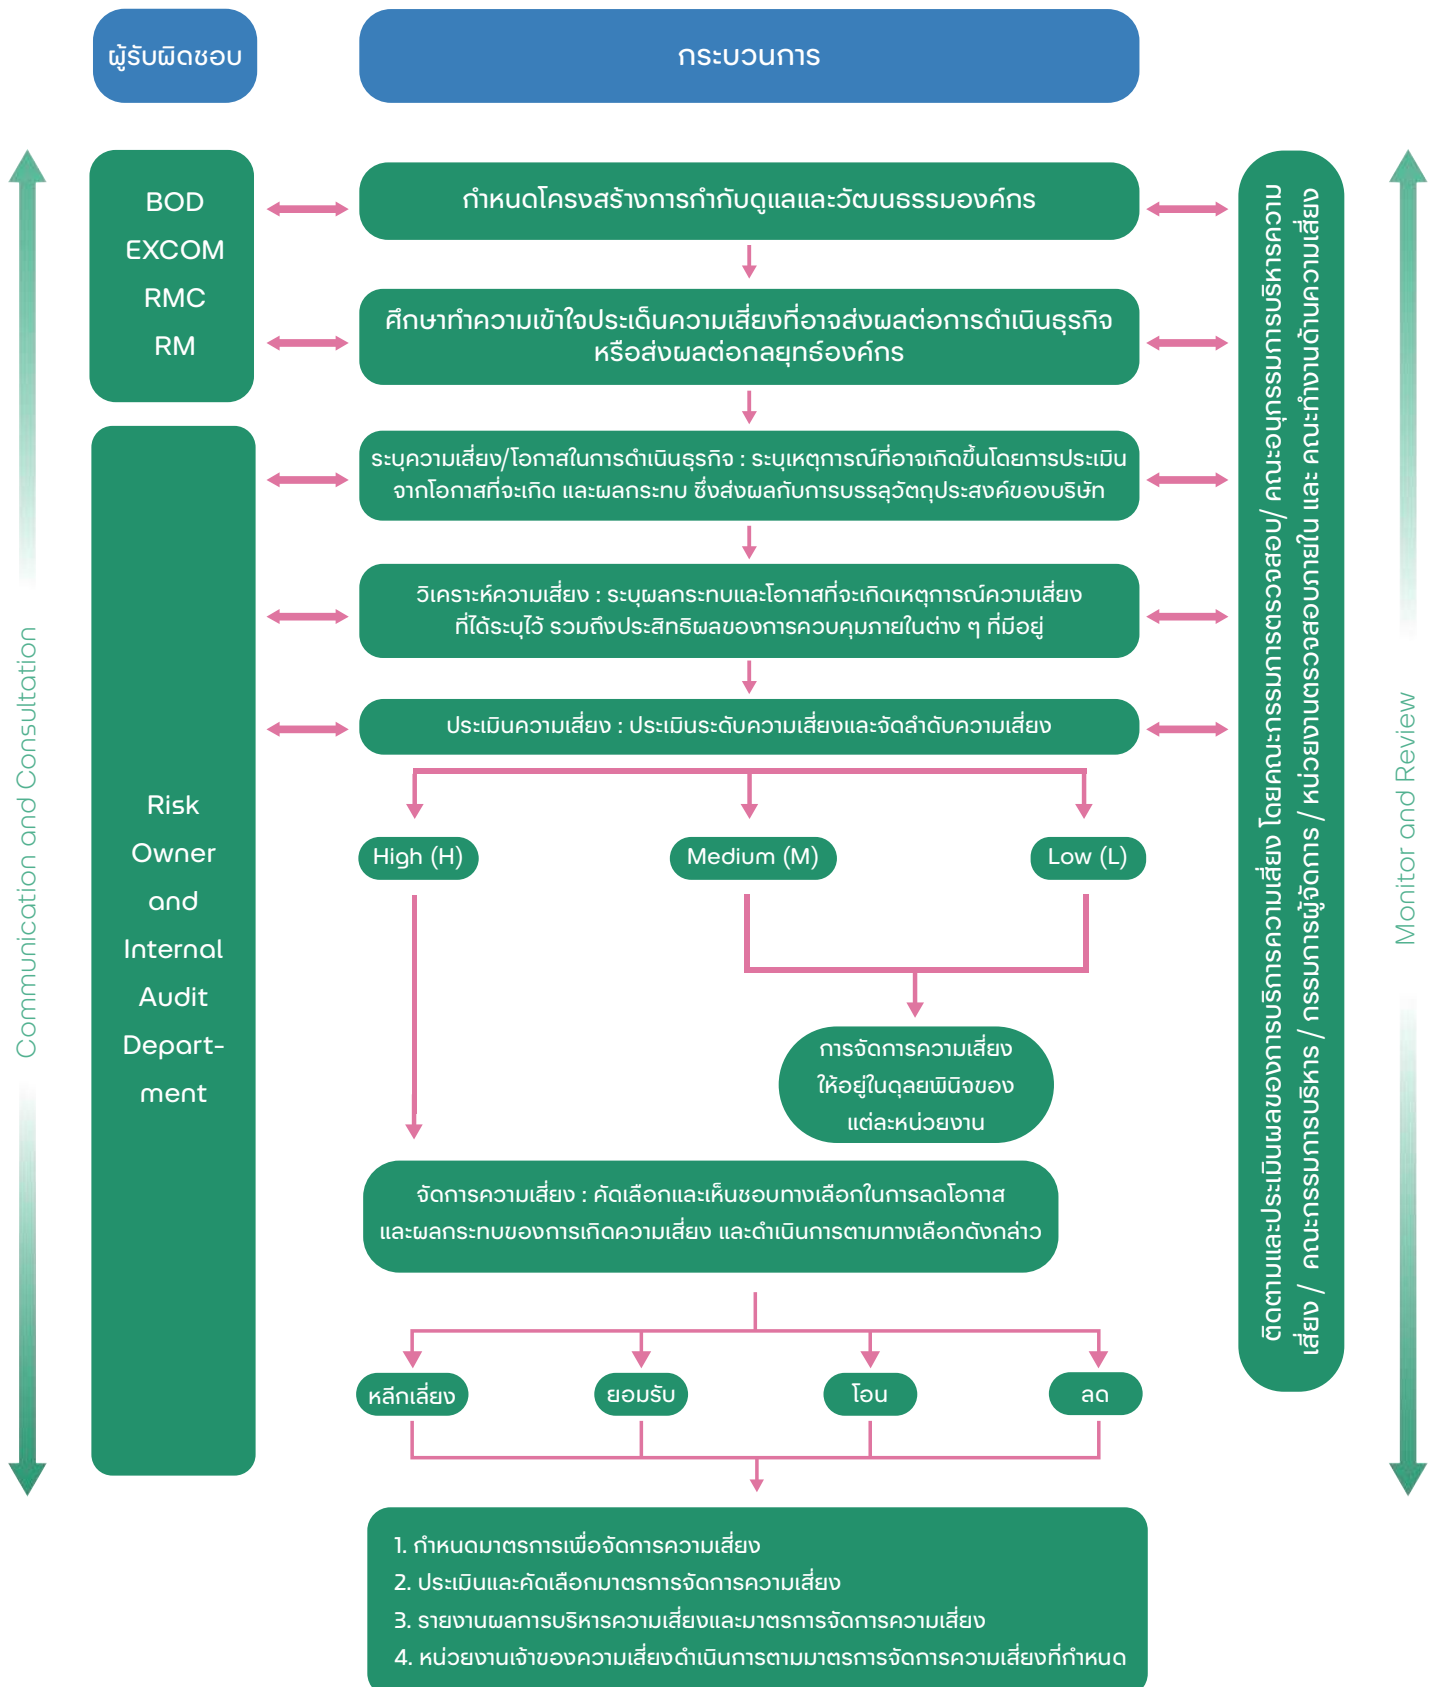 ผู้รับผิดชอบ
กระบวนการ
BOD
EXCOM
RMC
RM
กำหนดโครงสร้างการกำกับดูแลและวัฒนธรรมองค์กร
ศึกษาทำความเข้าใจประเด็นความเสี่ยงที่อาจส่งผลต่อการดำเนินธุรกิจ
หรือส่งผลต่อกลยุทธ์องค์กร
ระบุความเสี่ยง/โอกาสในการดำเนินธุรกิจ : ระบุเหตุการณ์ที่อาจเกิดขึ้นโดยการประเมิน
จากโอกาสที่จะเกิด และผลกระทบ ซึ่งส่งผลกับการบรรลุวัตถุประสงค์ของบริษัท
วิเคราะห์ความเสี่ยง : ระบุผลกระทบและโอกาสที่จะเกิดเหตุการณ์ความเสี่ยง
ที่ได้ระบุไว้ รวมถึงประสิทธิผลของการควบคุมภายในต่าง ๆ ที่มีอยู่
ประเมินความเสี่ยง : ประเมินระดับความเสี่ยงและจัดลำดับความเสี่ยง
Risk
Owner
and
Internal
Audit
Depart-
ment
High (H)
Medium (M)
Low (L)
การจัดการความเสี่ยง
ให้อยู่ในดุลยพินิจของ
แต่ละหน่วยงาน
จัดการความเสี่ยง : คัดเลือกและเห็นชอบทางเลือกในการลดโอกาส
และผลกระทบของการเกิดความเสี่ยง และดำเนินการตามทางเลือกดังกล่าว
หลีกเลี่ยง
ยอมรับ
โอน
ลด
1. กำหนดมาตรการเพื่อจัดการความเสี่ยง
2. ประเมินและคัดเลือกมาตรการจัดการความเสี่ยง
3. รายงานผลการบริหารความเสี่ยงและมาตรการจัดการความเสี่ยง
4. หน่วยงานเจ้าของความเสี่ยงดำเนินการตามมาตรการจัดการความเสี่ยงที่กำหนด
ติดตามและประเมินผลของการบริการความเสี่ยง โดยคณะกรรมการตรวจสอบ/ คณะอนุกรรมการบริหารความ
เสี่ยง / คณะกรรมการบริหาร / กรรมการผู้จัดการ / หน่วยงานตรวจสอบภายใน และ คณะทำงานด้านความเสี่ยง
Communication and Consultation
Monitor and Review